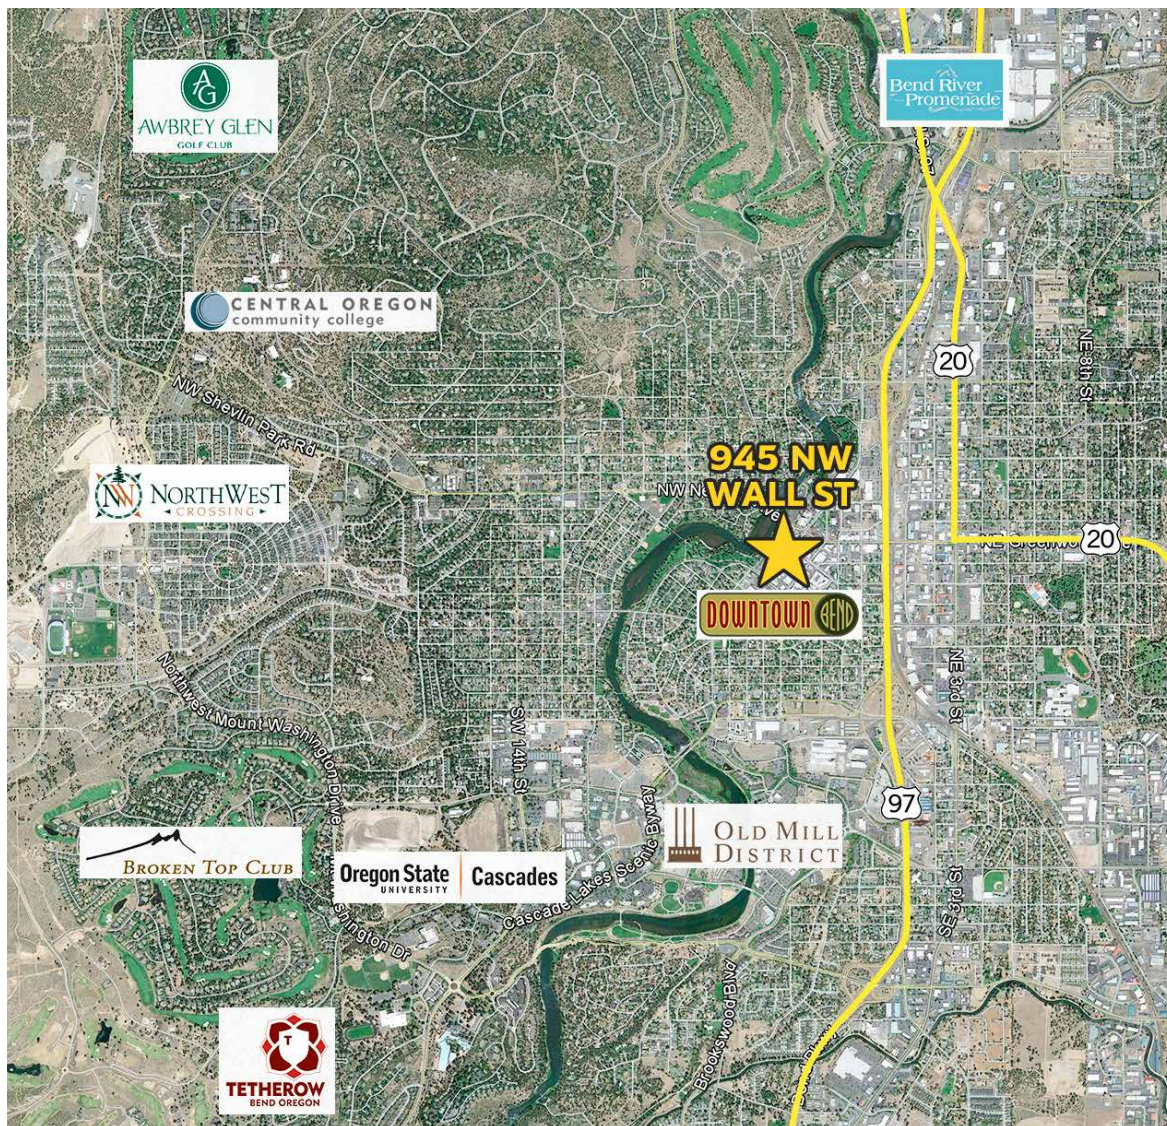 AG
AWBREY GLEN
GOLF CLUB
Bend River
Promenade
CENTRAL OREGON
community college
20
NE 8th St
NW Shevlin Park Rd
945 NW
WALL ST
NW
NORTHWEST
CROSSING
20
DOWNTOWN BEND
Northwest Mount Washington Drive
SW 14th St
NE 3rd St
97
OLD MILL
DISTRICT
BROKEN TOP CLUB
Oregon State
UNIVERSITY
Cascades
Cascade Lakes Scenic Byway
SE 3rd St
Brookswood Blvd
T
TETHEROW
BEND OREGON